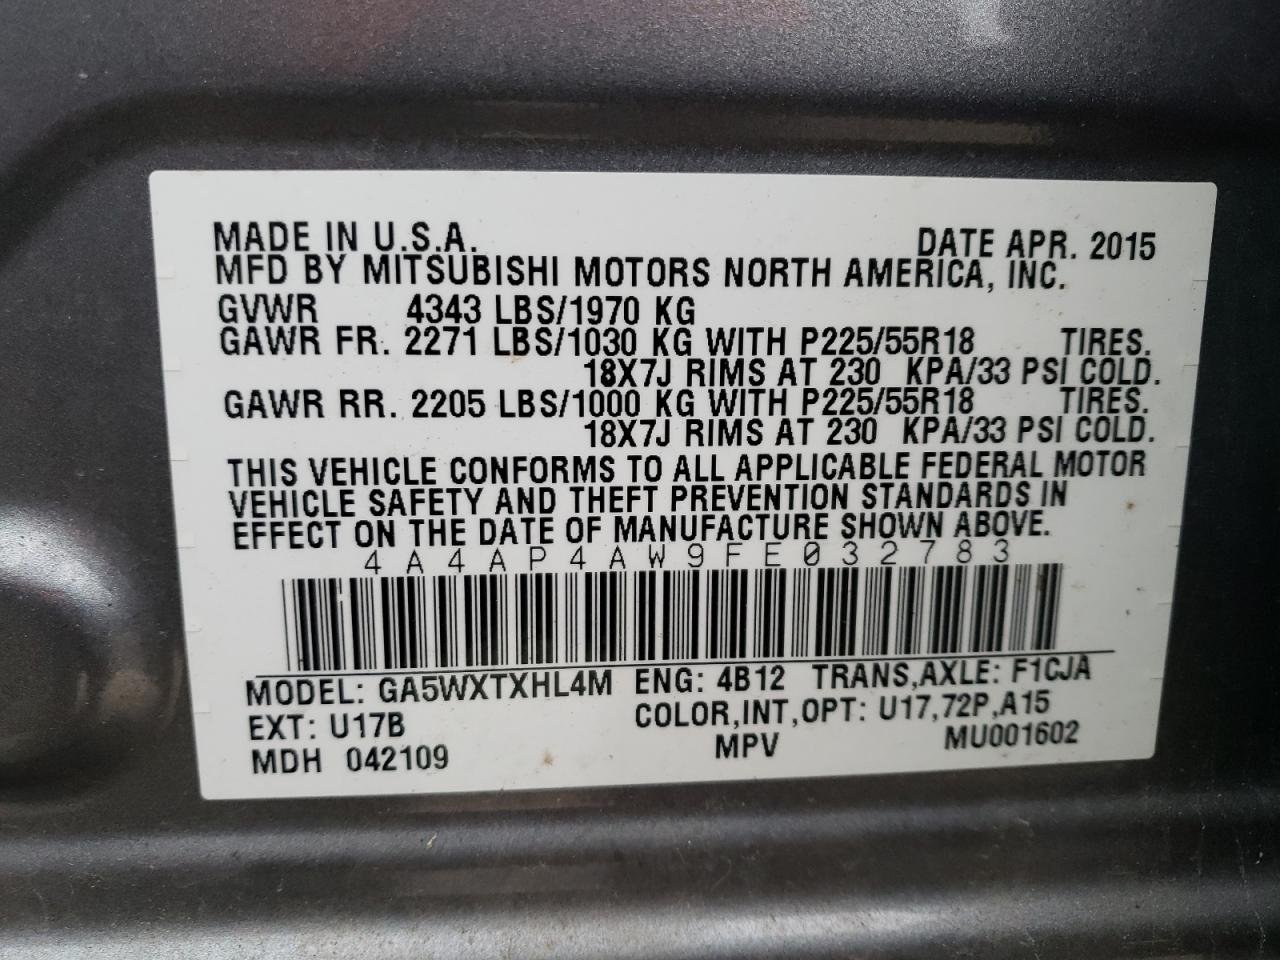 MADE IN U.S.A. DATE APR. 2015
MFD BY MITSUBISHI MOTORS NORTH AMERICA, INC.
GVWR 4343 LBS/1970 KG
GAWR FR. 2271 LBS/1030 KG WITH P225/55R18 TIRES.
18X7J RIMS AT 230 KPA/33 PSI COLD.
GAWR RR. 2205 LBS/1000 KG WITH P225/55R18 TIRES.
18X7J RIMS AT 230 KPA/33 PSI COLD.
THIS VEHICLE CONFORMS TO ALL APPLICABLE FEDERAL MOTOR
VEHICLE SAFETY AND THEFT PREVENTION STANDARDS IN
EFFECT ON THE DATE OF MANUFACTURE SHOWN ABOVE.
4A4AP4AW9FE032783
MODEL: GA5WXTXHL4M ENG: 4B12 TRANS,AXLE: F1CJA
EXT: U17B COLOR,INT,OPT: U17,72P,A15
MDH 042109 MPV MU001602